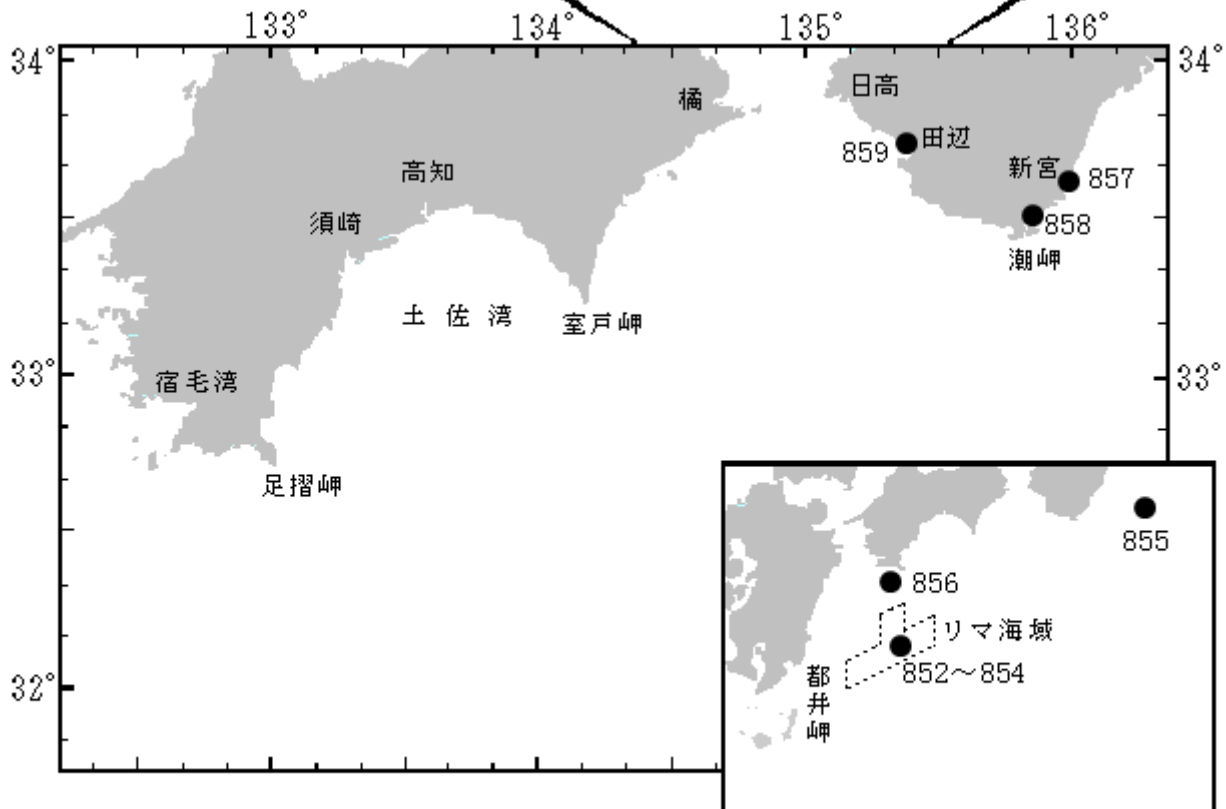 133° 134° 135° 136°
34° 34°
橘
日高
859 田辺
新宮 857
858
潮岬
高知
須崎
土佐湾
室戸岬
33° 33°
宿毛湾
足摺岬
32°
855
856
リマ海域
852～854
都井岬